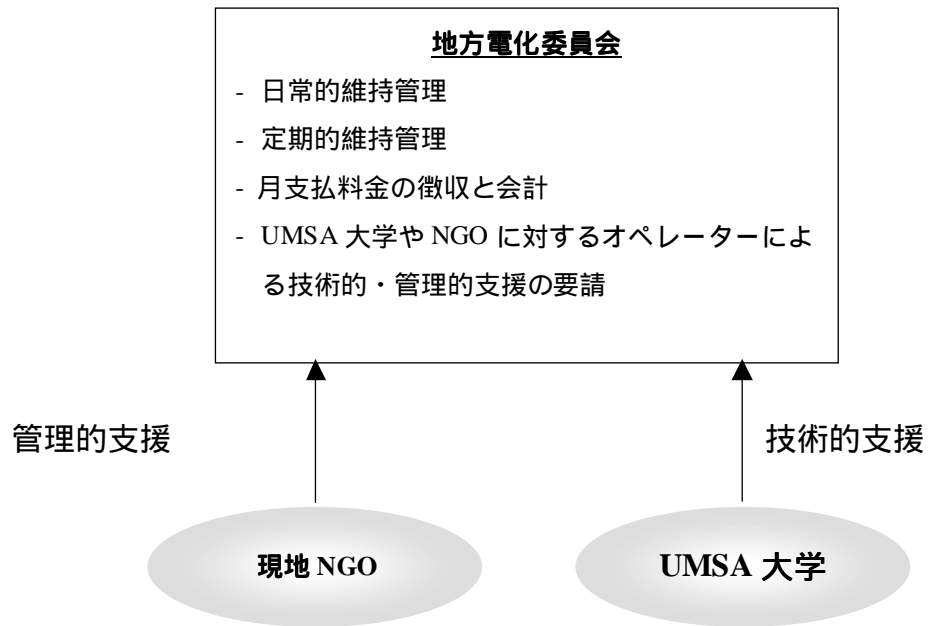 地方電化委員会
- 日常的維持管理
- 定期的維持管理
- 月支払料金の徴収と会計
- UMSA 大学や NGO に対するオペレーターによ
る技術的・管理的支援の要請
管理的支援
技術的支援
現地 NGO
UMSA 大学